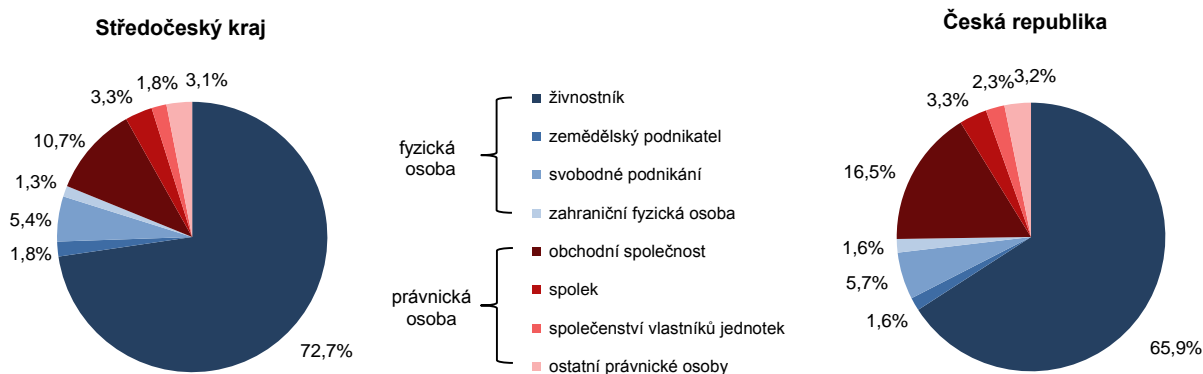 Středočeský kraj
3,1%
1,8%
3,3%
10,7%
1,3%
5,4%
1,8%
72,7%
fyzická
osoba
živnostník
zemědělský podnikatel
svobodné podnikání
zahraniční fyzická osoba
právnická
osoba
obchodní společnost
spolek
společenství vlastníků jednotek
ostatní právnické osoby
Česká republika
3,2%
2,3%
3,3%
16,5%
1,6%
5,7%
1,6%
65,9%